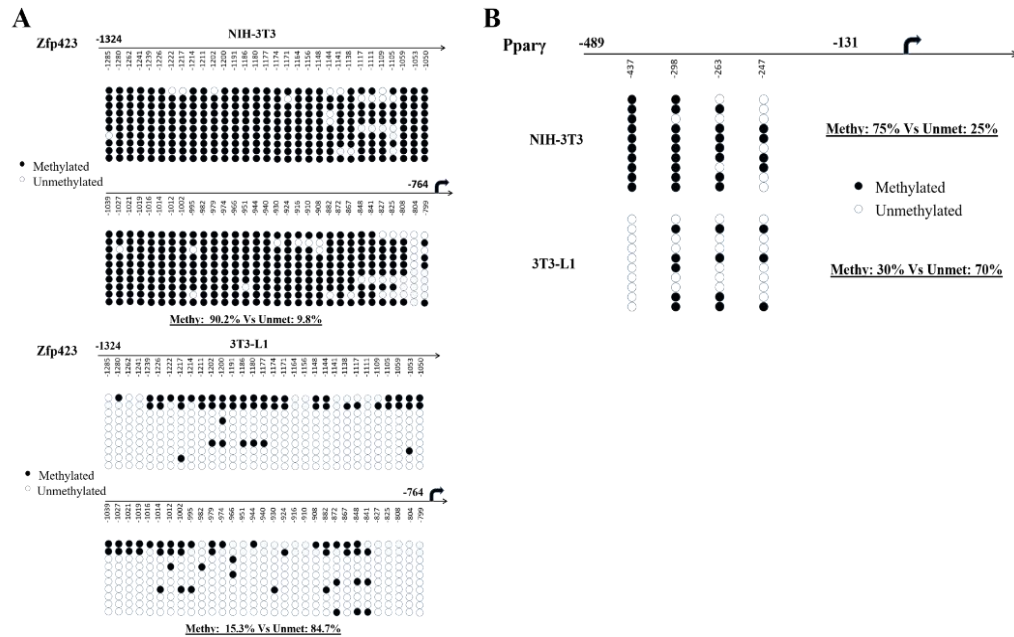 A
B
-1324
NIH-3T3
Zfp423
-1285 -1280 -1262 -1241 -1239 -1226 -1222 -1217 -1214 -1211 -1202 -1200 -1191 -1186 -1180 -1177 -1174 -1171 -1164 -1156 -1148 -1144 -1141 -1138 -1117 -1111 -1109 -1105 -1059 -1053 -1050
Methylated
Unmethylated
-764
-1039 -1027 -1021 -1019 -1016 -1014 -1012 -1002 -995 -982 -979 -974 -966 -951 -944 -940 -930 -924 -916 -910 -908 -882 -872 -867 -848 -841 -827 -825 -808 -804 -799
Methy: 90.2% Vs Unmet: 9.8%
Zfp423
-1324
3T3-L1
-1285 -1280 -1262 -1241 -1239 -1226 -1222 -1217 -1214 -1211 -1202 -1200 -1191 -1186 -1180 -1177 -1174 -1171 -1164 -1156 -1148 -1144 -1141 -1138 -1117 -1111 -1109 -1105 -1059 -1053 -1050
Methylated
Unmethylated
-764
-1039 -1027 -1021 -1019 -1016 -1014 -1012 -1002 -995 -982 -979 -974 -966 -951 -944 -940 -930 -924 -916 -910 -908 -882 -872 -867 -848 -841 -827 -825 -808 -804 -799
Methy: 15.3% Vs Unmet: 84.7%
Pparγ
-489
-131
-437 -298 -263 -247
NIH-3T3
Methy: 75% Vs Unmet: 25%
Methylated
Unmethylated
3T3-L1
Methy: 30% Vs Unmet: 70%